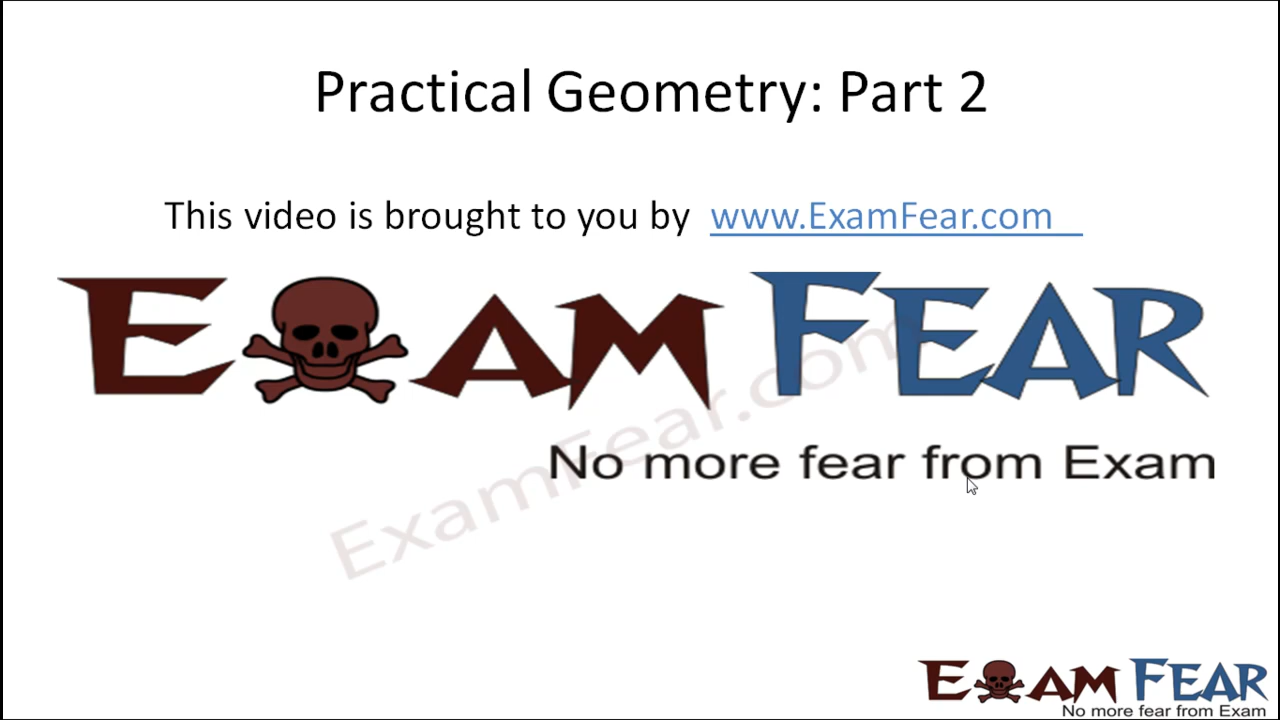 Practical Geometry: Part 2
This video is brought to you by www.ExamFear.com
EXAM FEAR
No more fear from Exam
ExamFear.com
EXAM FEAR
No more fear from Exam